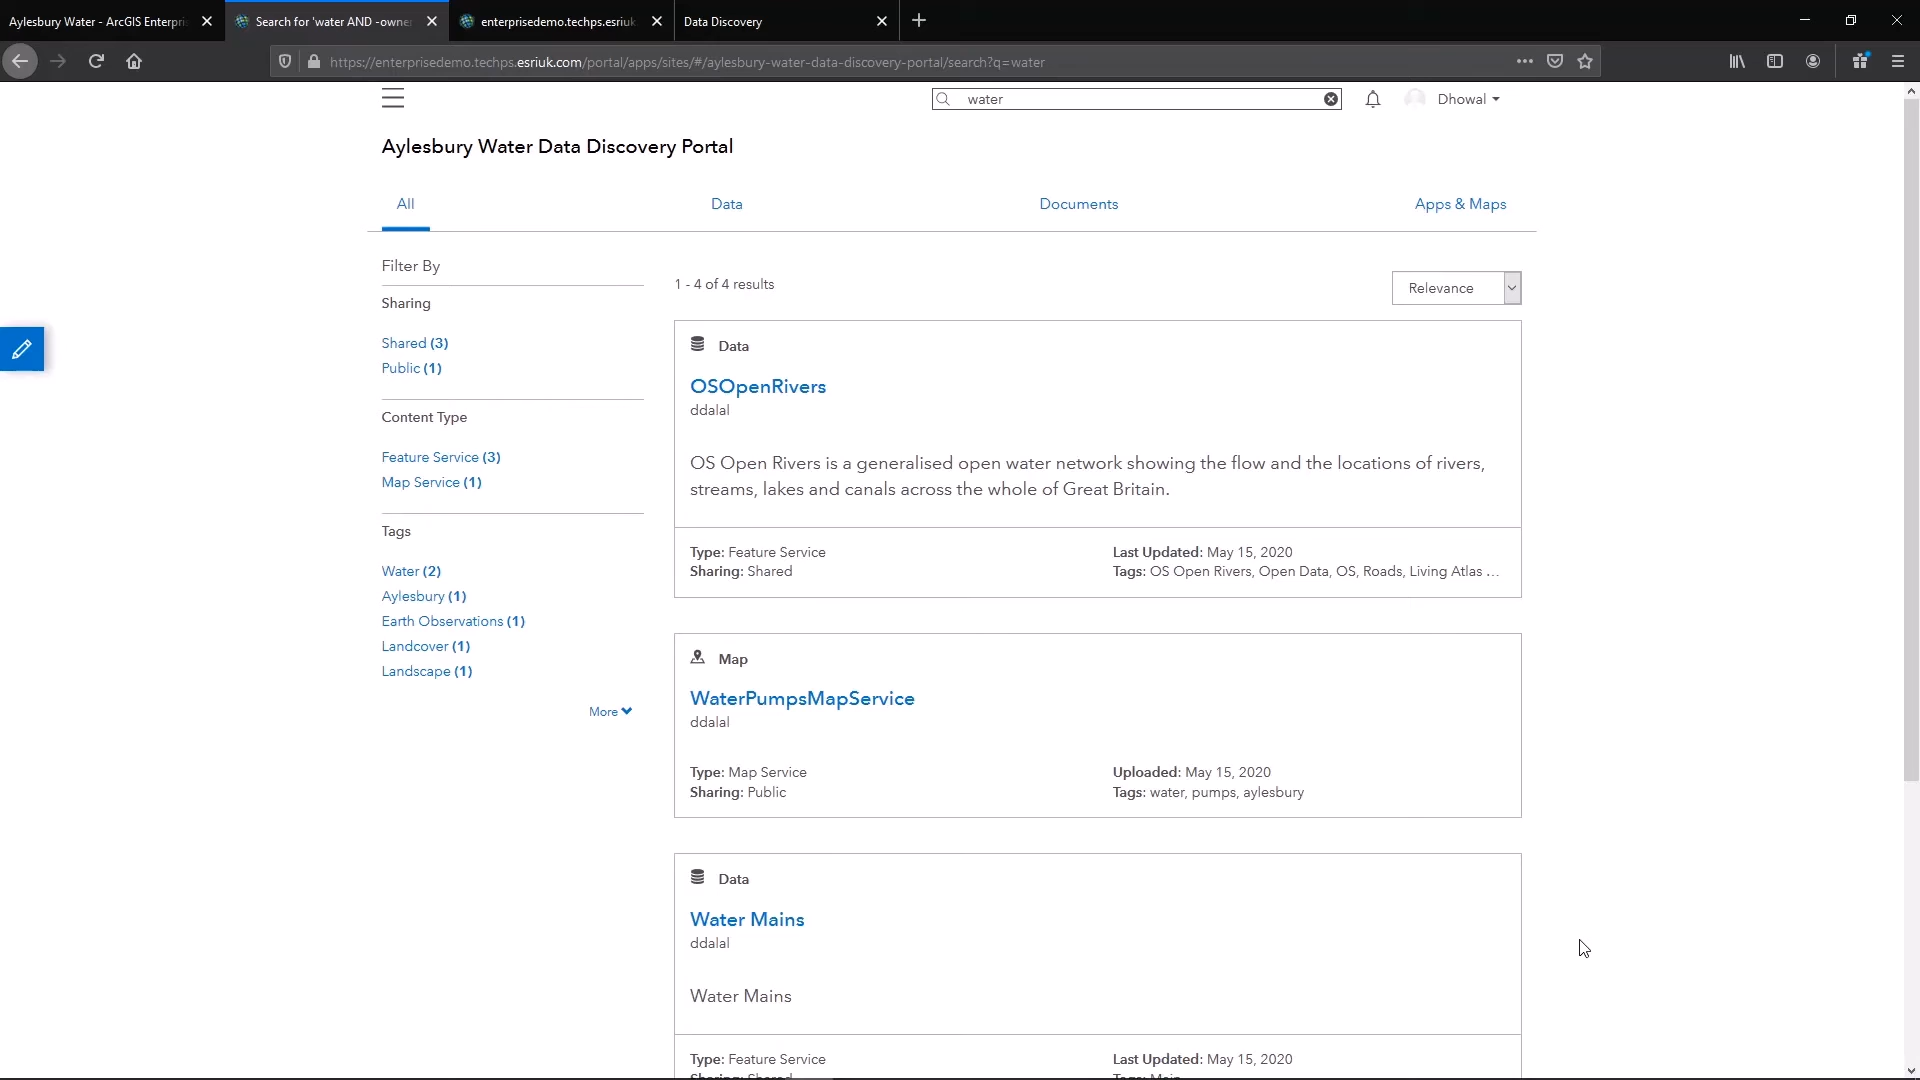 Aylesbury Water - ArcGIS Enterpri
Search for 'water AND -owne
enterprisedemo.techps.esriuk
Data Discovery
https://enterprisedemo.techps.esriuk.com/portal/apps/sites/#/aylesbury-water-data-discovery-portal/search?q=water
water
Dhowal
Aylesbury Water Data Discovery Portal
All
Data
Documents
Apps & Maps
Filter By
Sharing
Shared (3)
Public (1)
Content Type
Feature Service (3)
Map Service (1)
Tags
Water (2)
Aylesbury (1)
Earth Observations (1)
Landcover (1)
Landscape (1)
More
1 - 4 of 4 results
Relevance
Data
OSOpenRivers
ddalal
OS Open Rivers is a generalised open water network showing the flow and the locations of rivers,
streams, lakes and canals across the whole of Great Britain.
Type: Feature Service
Last Updated: May 15, 2020
Sharing: Shared
Tags: OS Open Rivers, Open Data, OS, Roads, Living Atlas ...
Map
WaterPumpsMapService
ddalal
Type: Map Service
Uploaded: May 15, 2020
Sharing: Public
Tags: water, pumps, aylesbury
Data
Water Mains
ddalal
Water Mains
Type: Feature Service
Last Updated: May 15, 2020
Sharing: Shared
Tags: Main